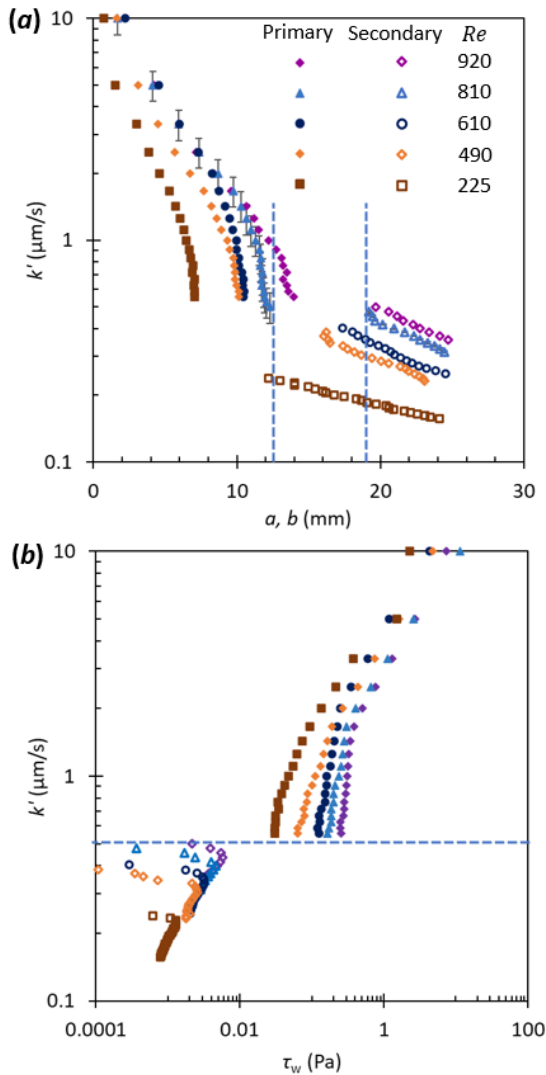 (a)
10
Primary Secondary Re
920
810
610
490
225
k' (μm/s)
1
0.1
0 10 20 30
a, b (mm)
(b)
10
k' (μm/s)
1
0.1
0.0001 0.01 1 100
τw (Pa)